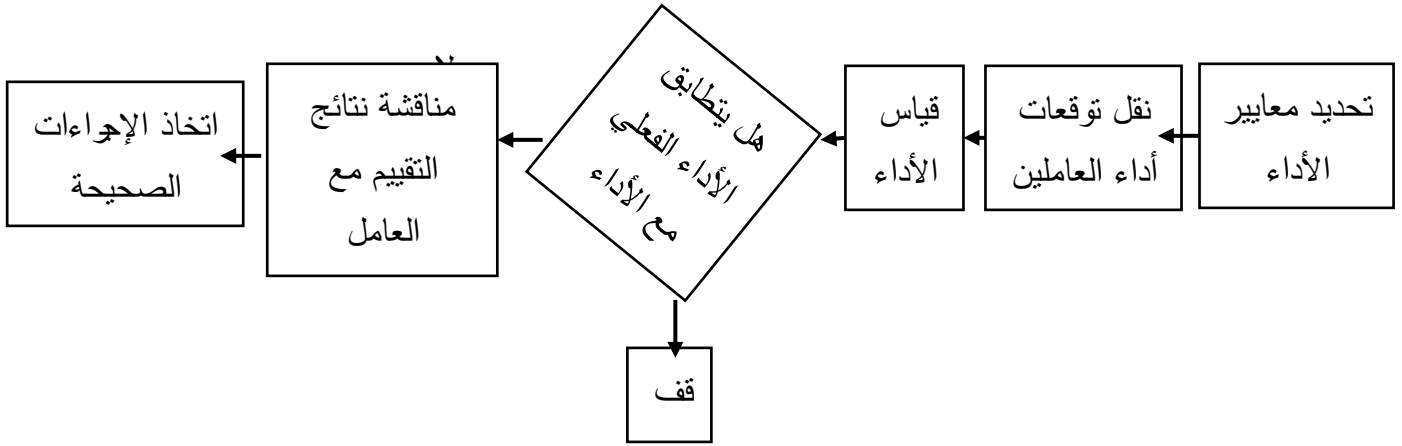 تحديد معايير
الأداء
نقل توقعات
أداء العاملين
قياس
الأداء
هل يتطابق
الأداء الفعلي
مع الأداء
مناقشة نتائج
التقييم مع
العامل
اتخاذ الإجراءات
الصحيحة
قف